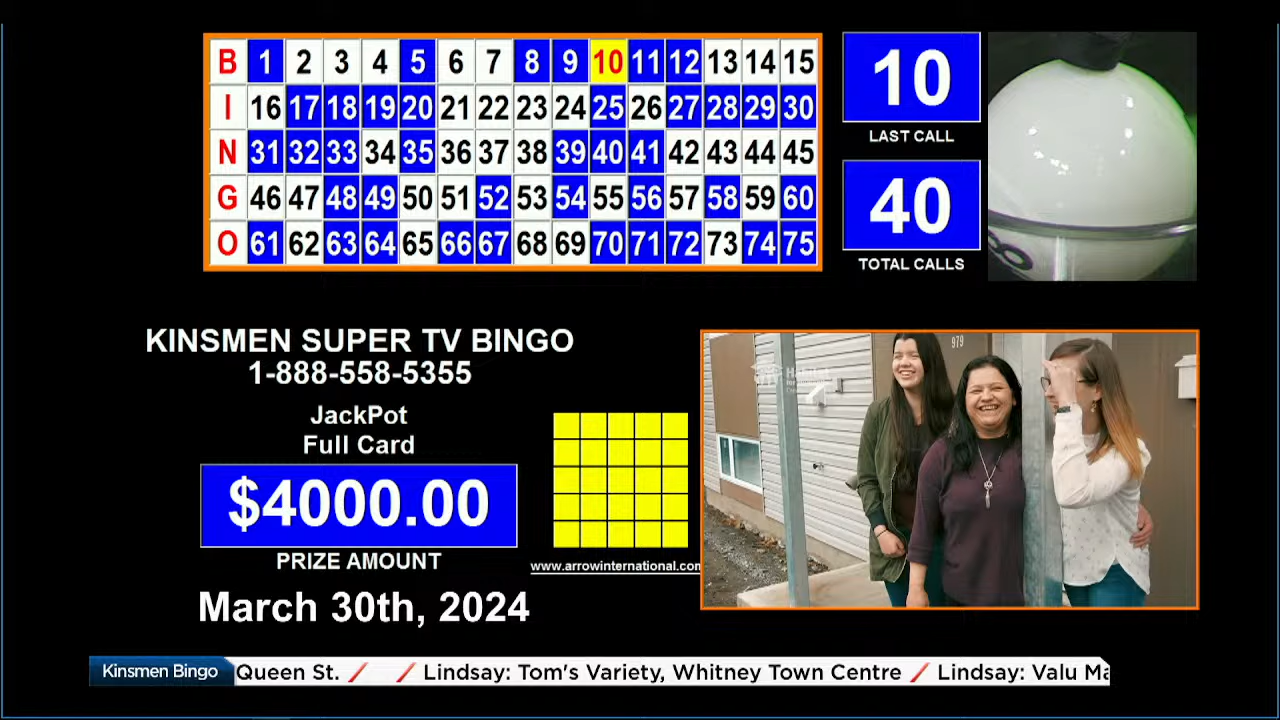 B 1 2 3 4 5 6 7 8 9 10 11 12 13 14 15
I 16 17 18 19 20 21 22 23 24 25 26 27 28 29 30
N 31 32 33 34 35 36 37 38 39 40 41 42 43 44 45
G 46 47 48 49 50 51 52 53 54 55 56 57 58 59 60
O 61 62 63 64 65 66 67 68 69 70 71 72 73 74 75
10
LAST CALL
40
TOTAL CALLS
KINSMEN SUPER TV BINGO
1-888-558-5355
JackPot
Full Card
$4000.00
PRIZE AMOUNT
www.arrowinternational.com
March 30th, 2024
979
Kinsmen Bingo
Queen St. / / Lindsay: Tom's Variety, Whitney Town Centre / Lindsay: Valu Ma